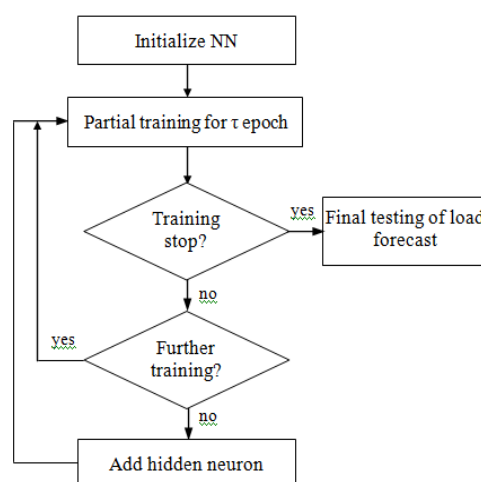 Initialize NN
Partial training for τ epoch
Training
stop?
yes
Final testing of load
forecast
no
yes
Further
training?
no
Add hidden neuron